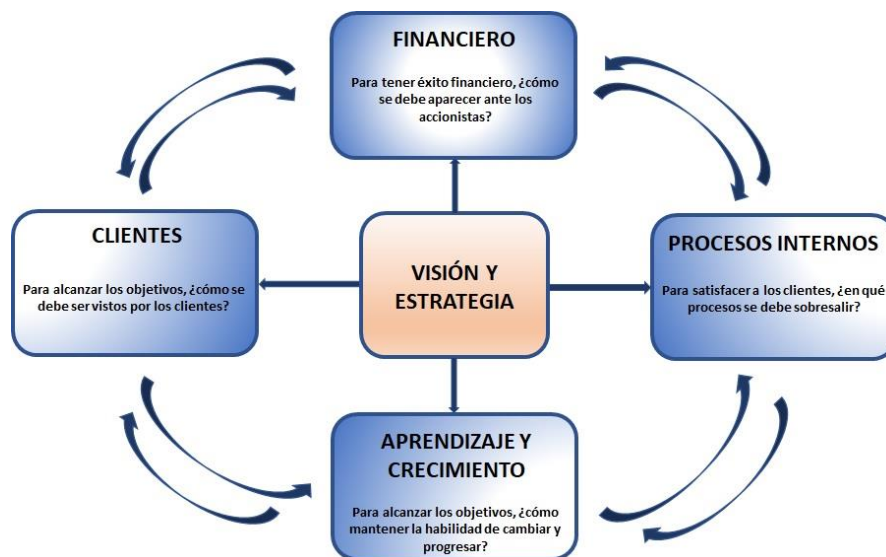 FINANCIERO
Para tener éxito financiero, ¿cómo
se debe aparecer ante los
accionistas?
CLIENTES
Para alcanzar los objetivos, ¿cómo se
debe ser vistos por los clientes?
VISIÓN Y
ESTRATEGIA
PROCESOS INTERNOS
Para satisfacer a los clientes, ¿en qué
procesos se debe sobresalir?
APRENDIZAJE Y
CRECIMIENTO
Para alcanzar los objetivos, ¿cómo
mantener la habilidad de cambiar y
progresar?